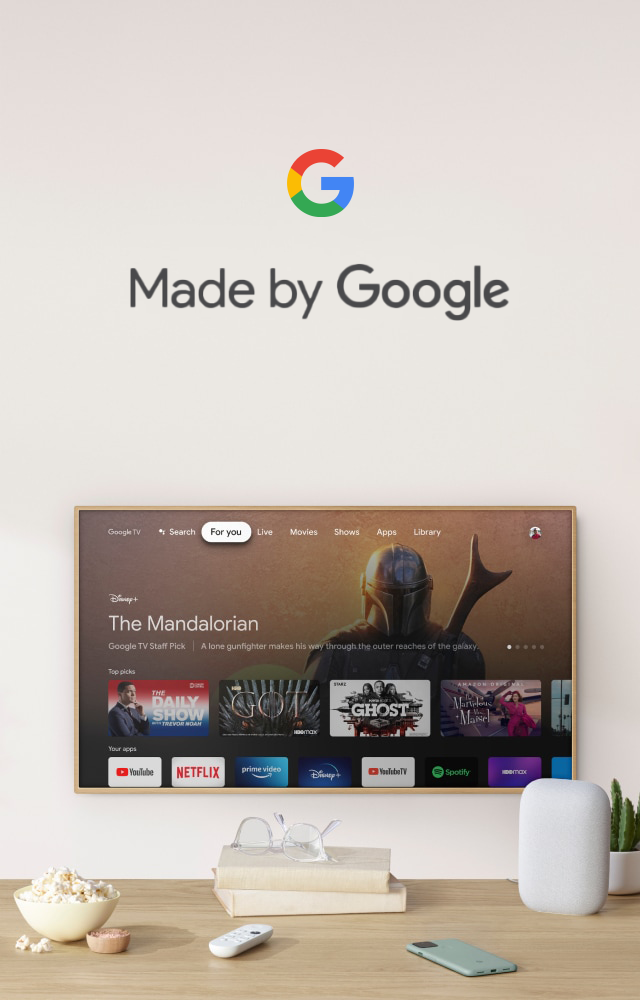 Made by Google
Google TV Search For you Live Movies Shows Apps Library
Disney+
The Mandalorian
Google TV Staff Pick | A lone gunfighter makes his way through the outer reaches of the galaxy.
Top picks
THE DAILY SHOW WITH TREVOR NOAH
HBO GOT HBOMAX
STARZ GHOST
AMAZON ORIGINAL The Marvelous Mrs. Maisel
Your apps
YouTube NETFLIX prime video Disney+ YouTubeTV Spotify HBOMAX